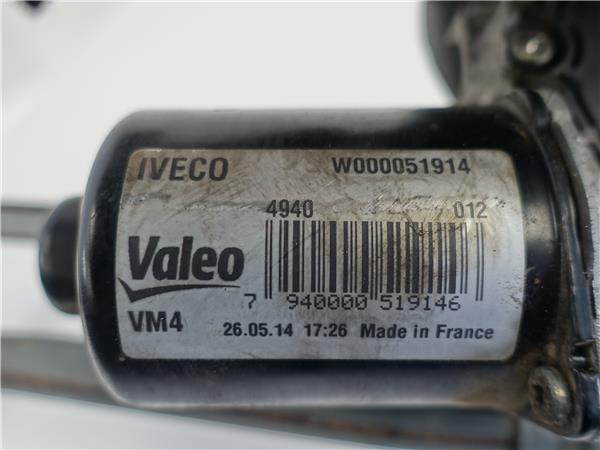 IVECO W000051914
4940 012
Valeo
7 940000 519146
VM4 26.05.14 17:26 Made in France